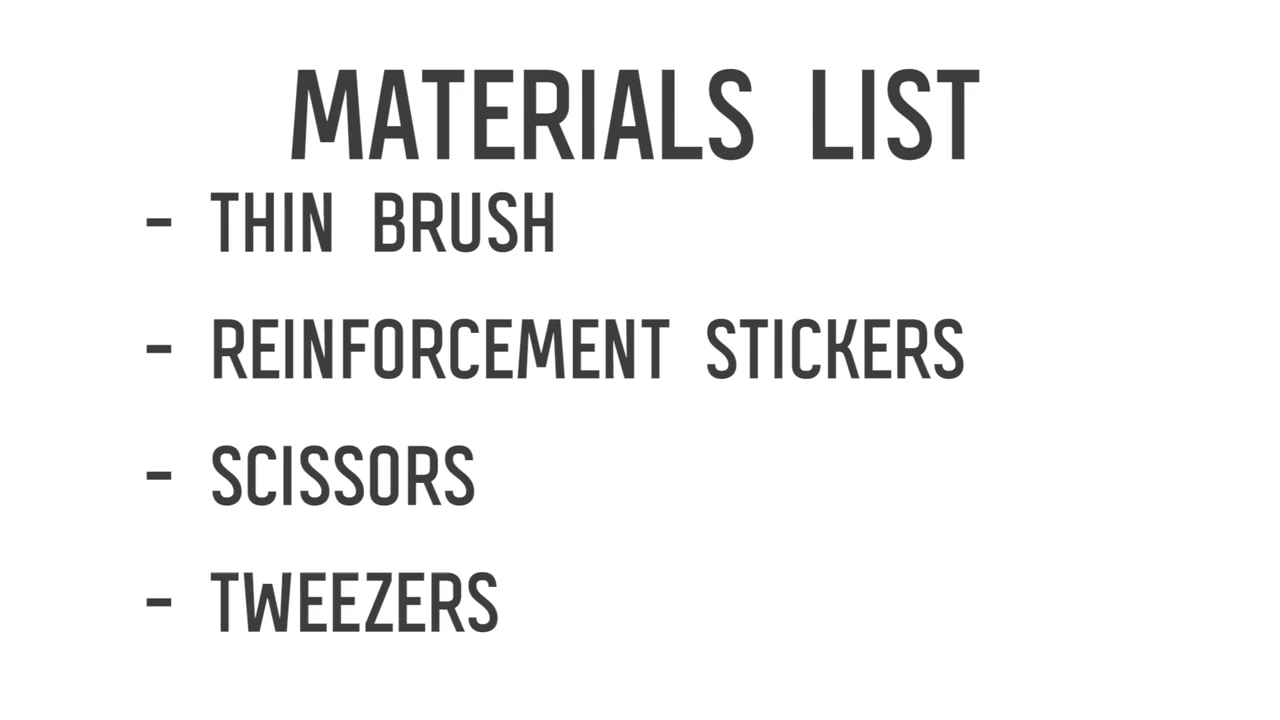 MATERIALS LIST
- THIN BRUSH
- REINFORCEMENT STICKERS
- SCISSORS
- TWEEZERS